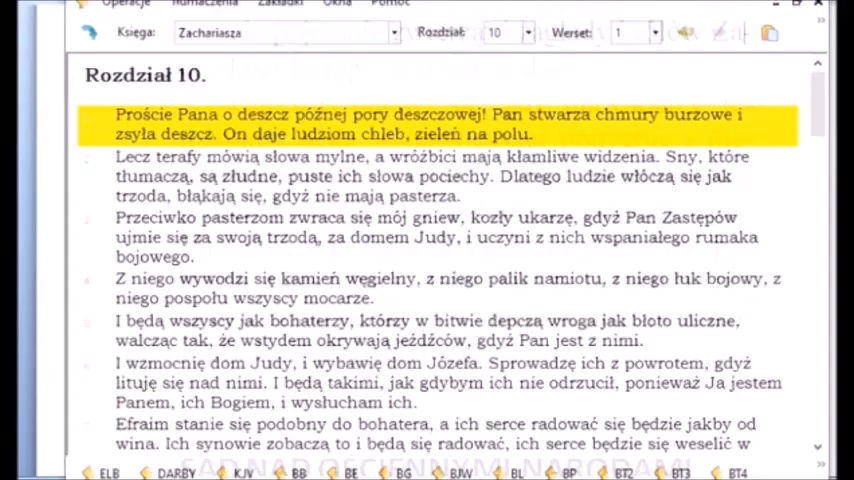 Operacje Tłumaczenia Zakładki Okna Pomoc
Księga: Zachariasza Rozdział: 10 Werset: 1
Rozdział 10.
Proście Pana o deszcz późnej pory deszczowej! Pan stwarza chmury burzowe i
zsyła deszcz. On daje ludziom chleb, zieleń na polu.
Lecz terafy mówią słowa mylne, a wróżbici mają kłamliwe widzenia. Sny, które
tłumaczą, są złudne, puste ich słowa pociechy. Dlatego ludzie włóczą się jak
trzoda, błąkają się, gdyż nie mają pasterza.
Przeciwko pasterzom zwraca się mój gniew, kozły ukarzę, gdyż Pan Zastępów
ujmie się za swoją trzodą, za domem Judy, i uczyni z nich wspaniałego rumaka
bojowego.
Z niego wywodzi się kamień węgielny, z niego palik namiotu, z niego łuk bojowy, z
niego pospołu wszyscy mocarze.
I będą wszyscy jak bohaterzy, którzy w bitwie depczą wroga jak błoto uliczne,
walcząc tak, że wstydem okrywają jeźdźców, gdyż Pan jest z nimi.
I wzmocnię dom Judy, i wybawię dom Józefa. Sprowadzę ich z powrotem, gdyż
lituję się nad nimi. I będą takimi, jak gdybym ich nie odrzucił, ponieważ Ja jestem
Panem, ich Bogiem, i wysłucham ich.
Efraim stanie się podobny do bohatera, a ich serce radować się będzie jakby od
wina. Ich synowie zobaczą to i będą się radować, ich serce będzie się weselić w
SĄD NAD OŚCIENNYMI NARODAMI
ELB DARBY KJV BB BE BG BJW BL BP BT2 BT3 BT4